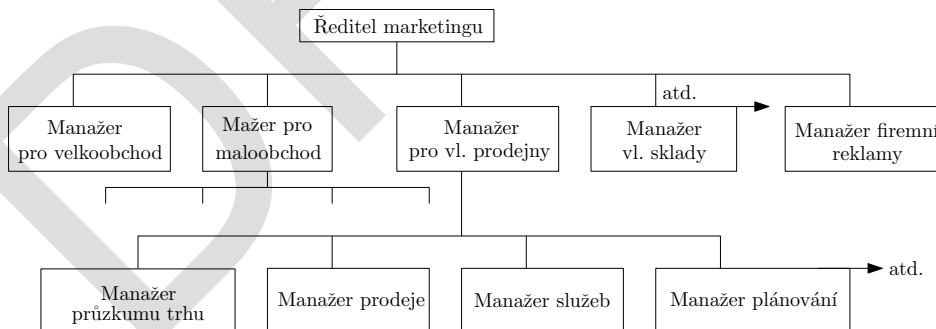 Ředitel marketingu
atd.
Manažer
pro velkoobchod
Mažer pro
maloobchod
Manažer
pro vl. prodejny
Manažer
vl. sklady
Manažer firemní
reklamy
atd.
Manažer
průzkumu trhu
Manažer prodeje
Manažer služeb
Manažer plánování